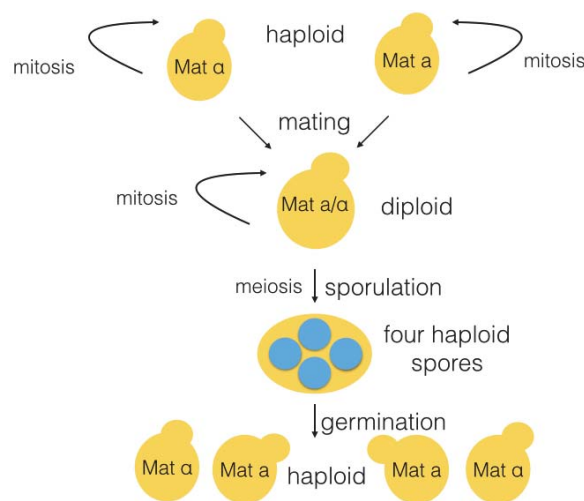 haploid
mitosis
Mat α
Mat a
mitosis
mating
mitosis
Mat a/α
diploid
meiosis
sporulation
four haploid
spores
germination
Mat α
Mat a
haploid
Mat a
Mat α